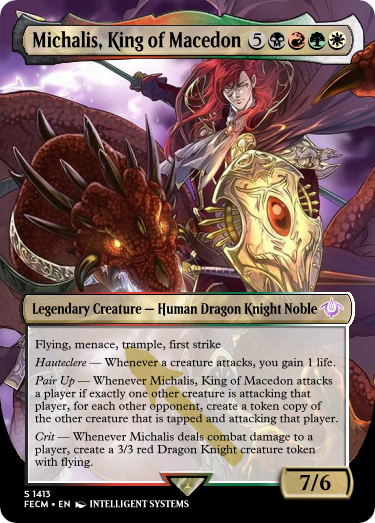 Michalis, King of Macedon 5
Legendary Creature — Human Dragon Knight Noble
Flying, menace, trample, first strike
Hauteclere — Whenever a creature attacks, you gain 1 life.
Pair Up — Whenever Michalis, King of Macedon attacks
a player if exactly one other creature is attacking that
player, for each other opponent, create a token copy of
the other creature that is tapped and attacking that player.
Crit — Whenever Michalis deals combat damage to a
player, create a 3/3 red Dragon Knight creature token
with flying.
7/6
S 1413
FECM • EN INTELLIGENT SYSTEMS